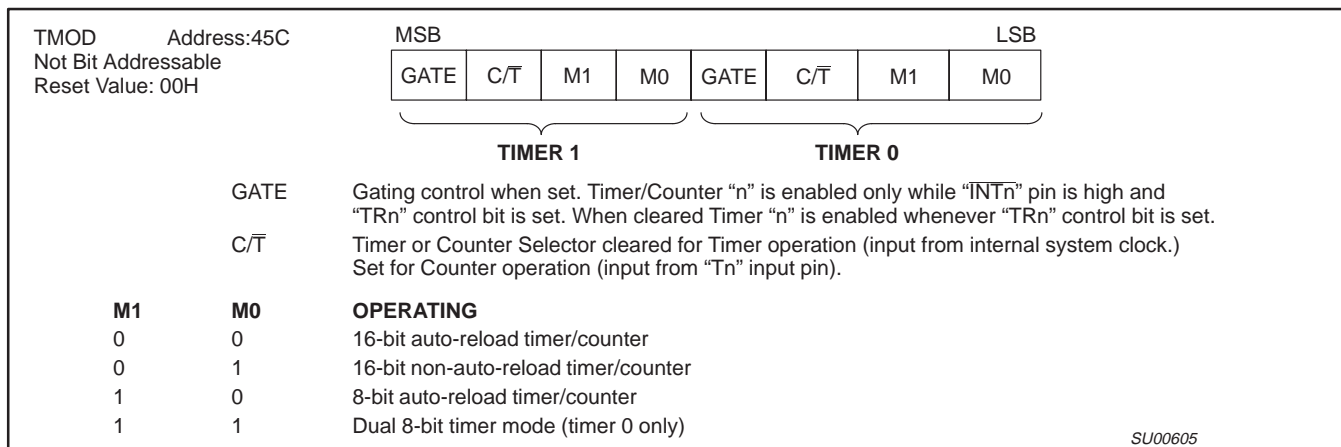 TMOD Address:45C
Not Bit Addressable
Reset Value: 00H
MSB LSB
GATE C/T̅ M1 M0 GATE C/T̅ M1 M0
TIMER 1 TIMER 0
GATE Gating control when set. Timer/Counter “n” is enabled only while “I̅N̅T̅n̅” pin is high and
“TRn” control bit is set. When cleared Timer “n” is enabled whenever “TRn” control bit is set.
C/T̅ Timer or Counter Selector cleared for Timer operation (input from internal system clock.)
Set for Counter operation (input from “Tn” input pin).
M1 M0 OPERATING
0 0 16-bit auto-reload timer/counter
0 1 16-bit non-auto-reload timer/counter
1 0 8-bit auto-reload timer/counter
1 1 Dual 8-bit timer mode (timer 0 only)
SU00605